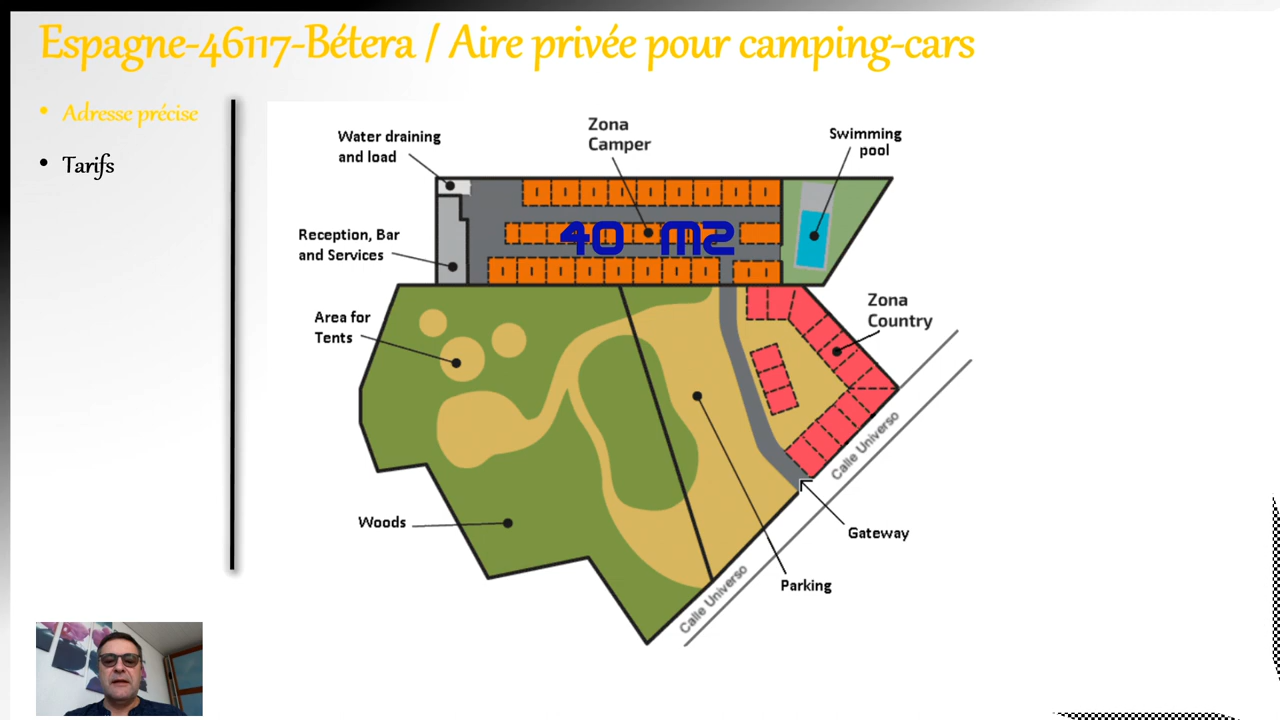 Espagne-46117-Bétera / Aire privée pour camping-cars
• Adresse précise
• Tarifs
Water draining
and load
Zona
Camper
Swimming
pool
40 m2
Reception, Bar
and Services
Area for
Tents
Zona
Country
Calle Universo
Woods
Gateway
Parking
Calle Universo